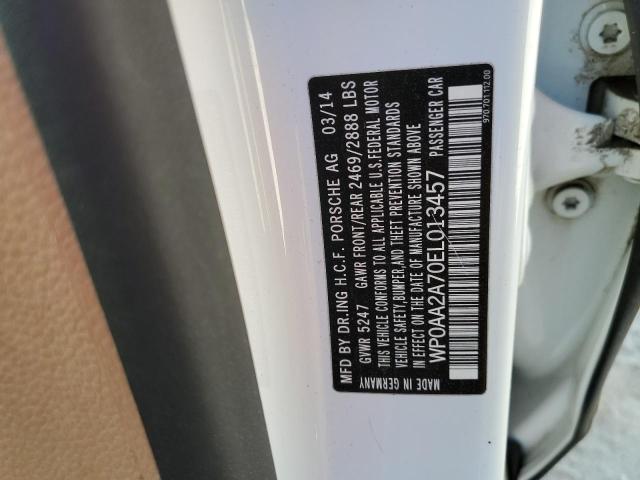 MFD BY DR.ING H.C.F. PORSCHE AG 03/14
GVWR 5247 GAWR FRONT/REAR 2469/2888 LBS
THIS VEHICLE CONFORMS TO ALL APPLICABLE U.S.FEDERAL MOTOR
VEHICLE SAFETY,BUMPER,AND THEFT PREVENTION STANDARDS
IN EFFECT ON THE DATE OF MANUFACTURE SHOWN ABOVE
WP0AA2A70EL013457 PASSENGER CAR
MADE IN GERMANY
970.701.112.00